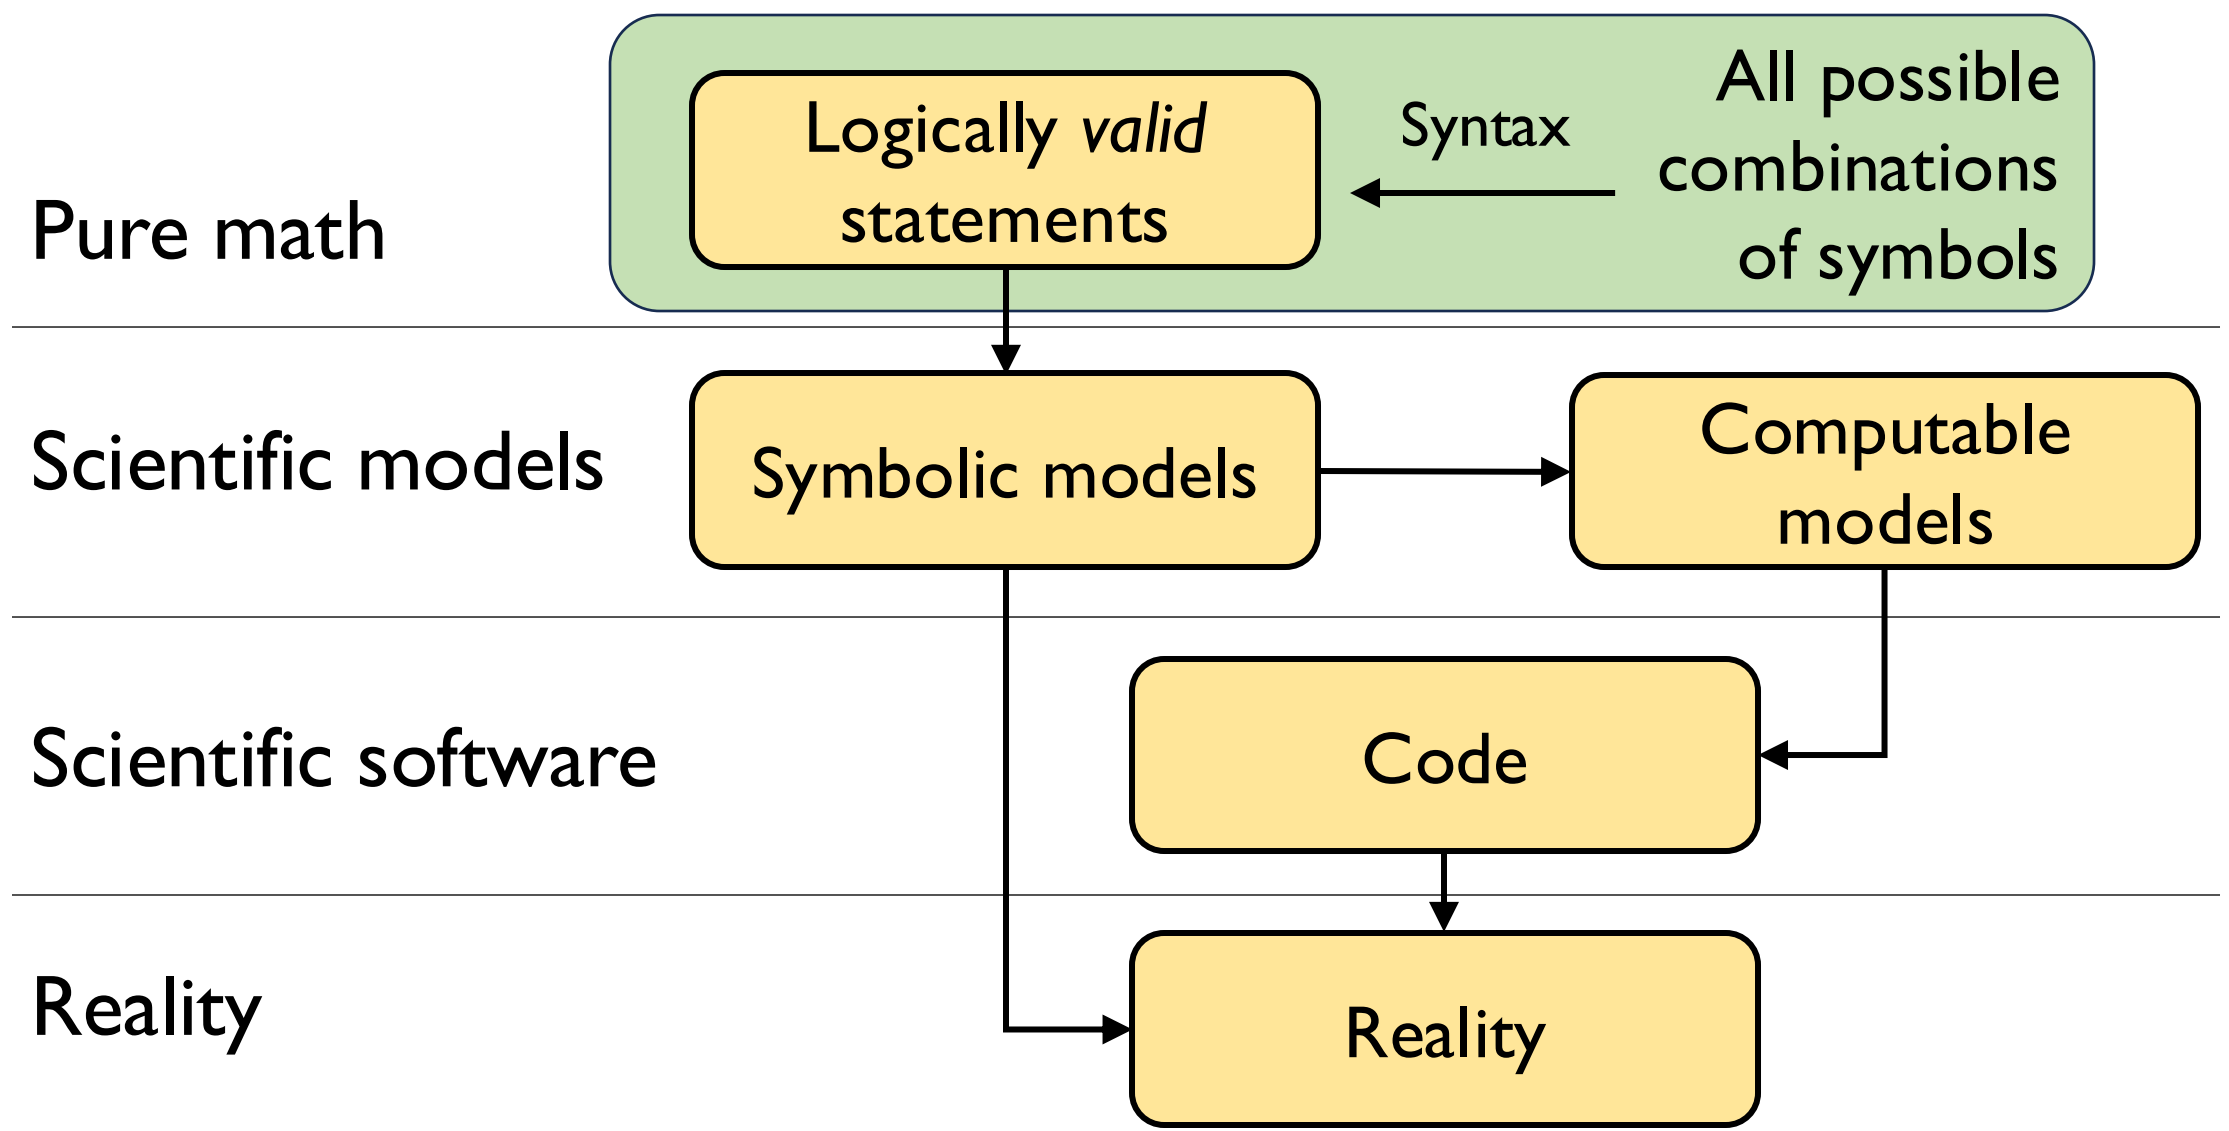 Pure math
Logically valid
statements
Syntax
All possible
combinations
of symbols
Scientific models
Symbolic models
Computable
models
Scientific software
Code
Reality
Reality